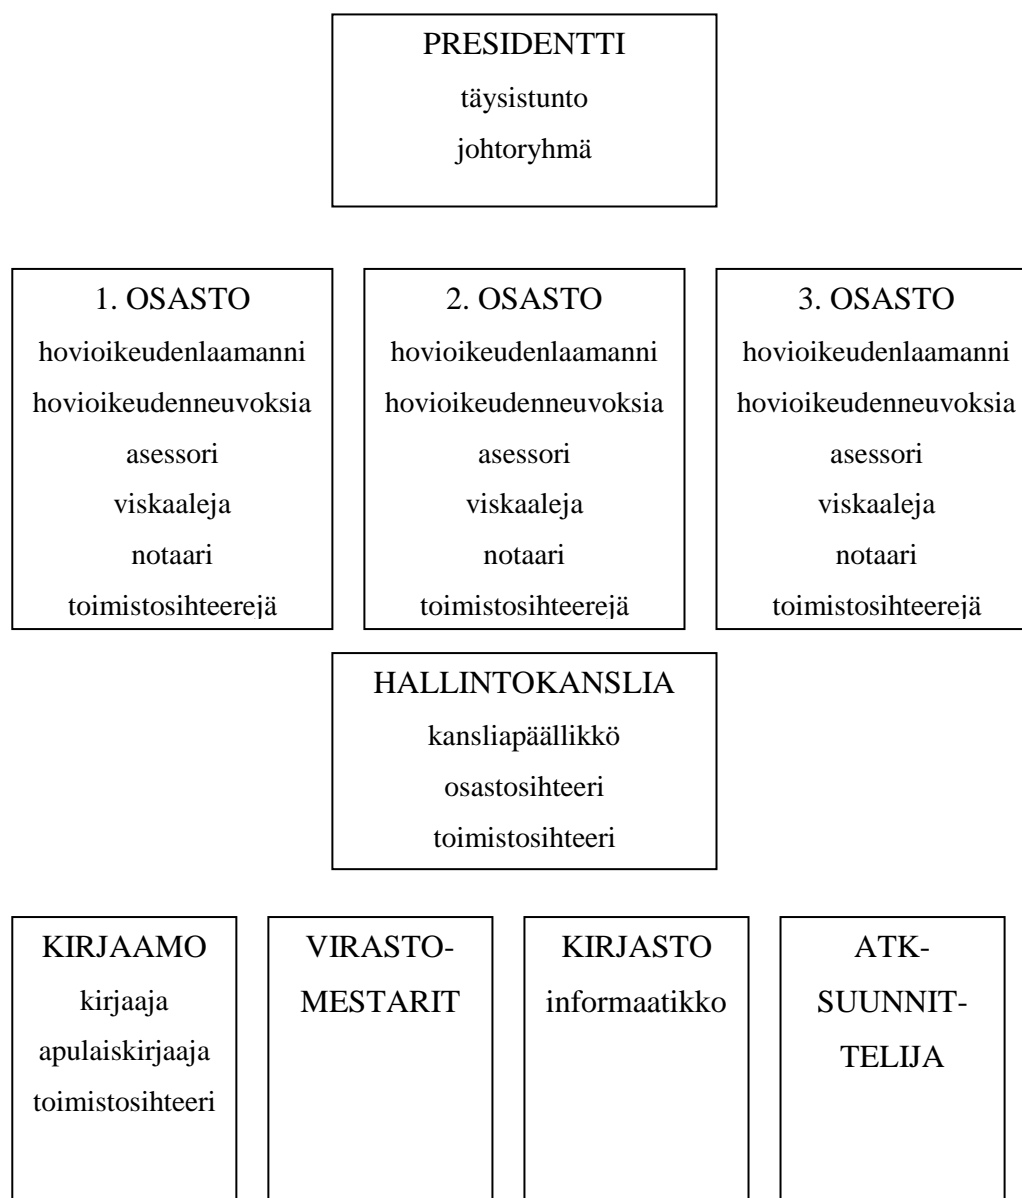 PRESIDENTTI
täysistunto
johtoryhmä
1. OSASTO
hovioikeudenlaamanni
hovioikeudenneuvoksia
asessori
viskaaleja
notaari
toimistosihteerejä
2. OSASTO
hovioikeudenlaamanni
hovioikeudenneuvoksia
asessori
viskaaleja
notaari
toimistosihteerejä
3. OSASTO
hovioikeudenlaamanni
hovioikeudenneuvoksia
asessori
viskaaleja
notaari
toimistosihteerejä
HALLINTOKANSLIA
kansliapäällikkö
osastosihteeri
toimistosihteeri
KIRJAAMO
kirjaaja
apulaiskirjaaja
toimistosihteeri
VIRASTO-
MESTARIT
KIRJASTO
informaatikko
ATK-
SUUNNIT-
TELIJA